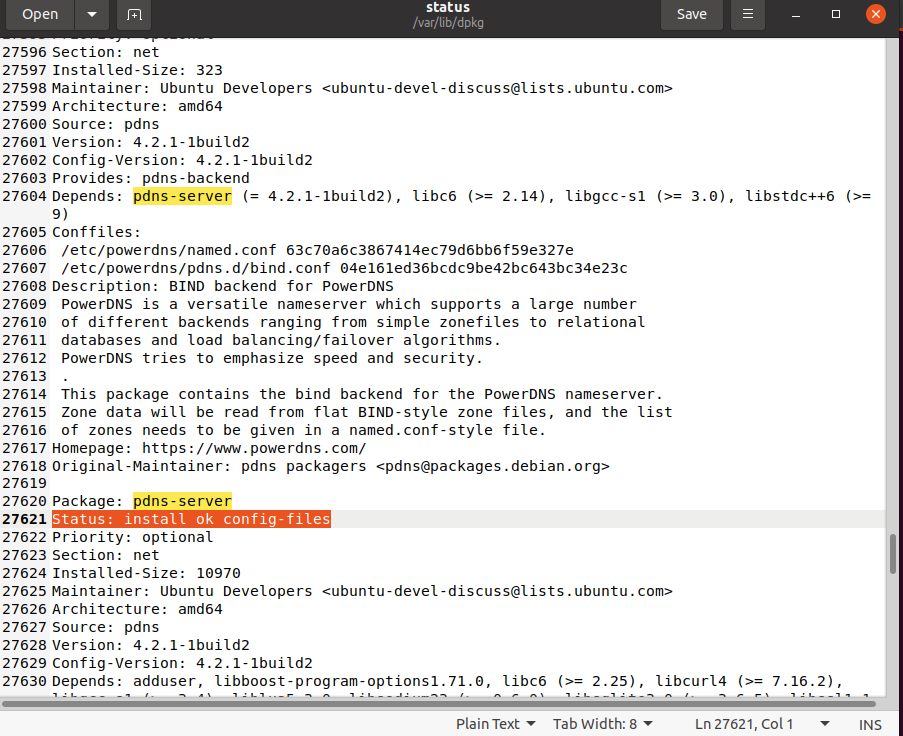 Open
status
/var/lib/dpkg
Save
27596 Section: net
27597 Installed-Size: 323
27598 Maintainer: Ubuntu Developers <ubuntu-devel-discuss@lists.ubuntu.com>
27599 Architecture: amd64
27600 Source: pdns
27601 Version: 4.2.1-1build2
27602 Config-Version: 4.2.1-1build2
27603 Provides: pdns-backend
27604 Depends: pdns-server (= 4.2.1-1build2), libc6 (>= 2.14), libgcc-s1 (>= 3.0), libstdc++6 (>=
9)
27605 Conffiles:
27606 /etc/powerdns/named.conf 63c70a6c3867414ec79d6bb6f59e327e
27607 /etc/powerdns/pdns.d/bind.conf 04e161ed36bcdc9be42bc643bc34e23c
27608 Description: BIND backend for PowerDNS
27609 PowerDNS is a versatile nameserver which supports a large number
27610 of different backends ranging from simple zonefiles to relational
27611 databases and load balancing/failover algorithms.
27612 PowerDNS tries to emphasize speed and security.
27613 .
27614 This package contains the bind backend for the PowerDNS nameserver.
27615 Zone data will be read from flat BIND-style zone files, and the list
27616 of zones needs to be given in a named.conf-style file.
27617 Homepage: https://www.powerdns.com/
27618 Original-Maintainer: pdns packagers <pdns@packages.debian.org>
27619
27620 Package: pdns-server
27621 Status: install ok config-files
27622 Priority: optional
27623 Section: net
27624 Installed-Size: 10970
27625 Maintainer: Ubuntu Developers <ubuntu-devel-discuss@lists.ubuntu.com>
27626 Architecture: amd64
27627 Source: pdns
27628 Version: 4.2.1-1build2
27629 Config-Version: 4.2.1-1build2
27630 Depends: adduser, libboost-program-options1.71.0, libc6 (>= 2.25), libcurl4 (>= 7.16.2),
Plain Text Tab Width: 8 Ln 27621, Col 1 INS